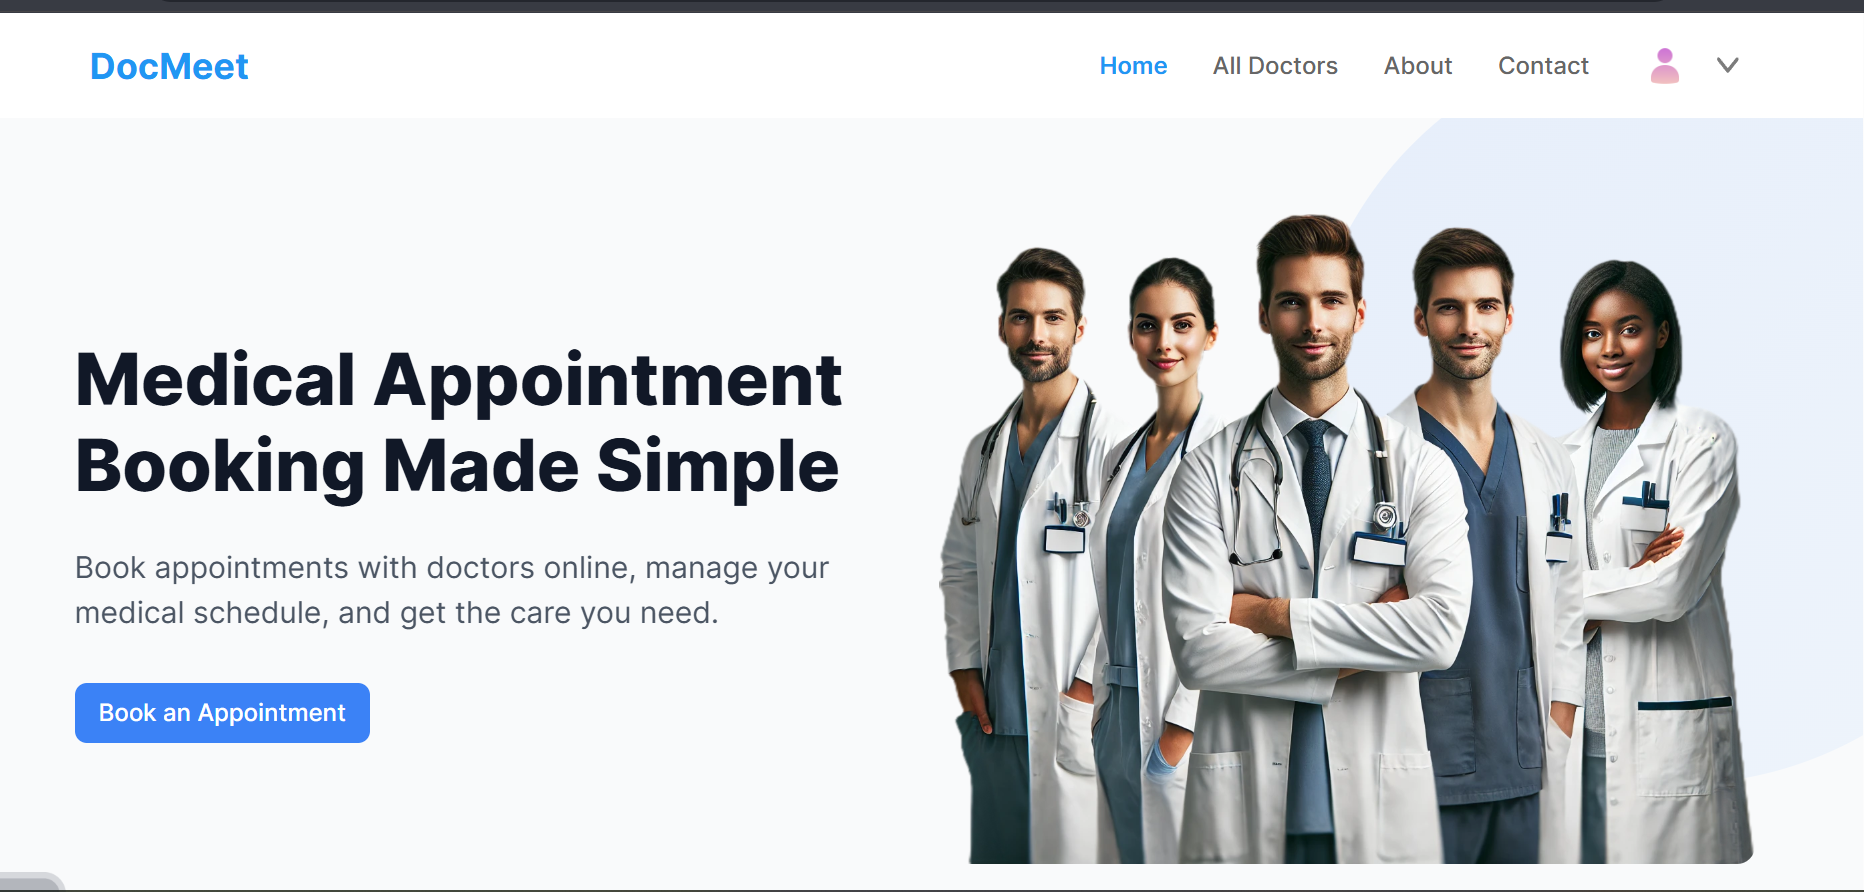 DocMeet
Home
All Doctors
About
Contact
Medical Appointment
Booking Made Simple
Book appointments with doctors online, manage your
medical schedule, and get the care you need.
Book an Appointment